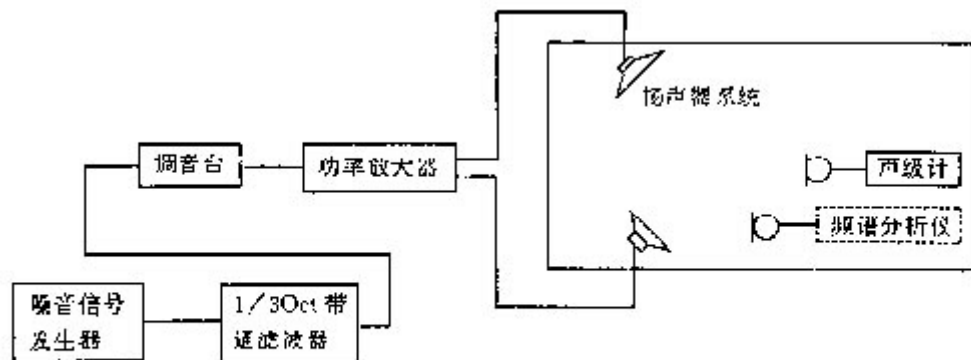 扬声器系统
调音台
功率放大器
声级计
频谱分析仪
噪音信号
发生器
1/3Oct 带
通滤波器